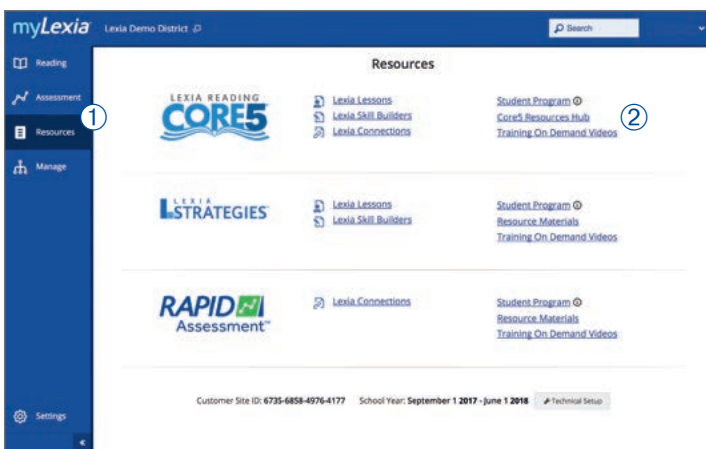 myLexia Lexia Demo District Search
Reading
Assessment
Resources
Manage
Settings
«
①
②
Resources
LEXIA READING
CORE5
Lexia Lessons
Lexia Skill Builders
Lexia Connections
Student Program
Core5 Resources Hub
Training On Demand Videos
LEXIA
STRATEGIES
Lexia Lessons
Lexia Skill Builders
Student Program
Resource Materials
Training On Demand Videos
RAPID
Assessment™
Lexia Connections
Student Program
Resource Materials
Training On Demand Videos
Customer Site ID: 6735-6858-4976-4177 School Year: September 1 2017 - June 1 2018 Technical Setup